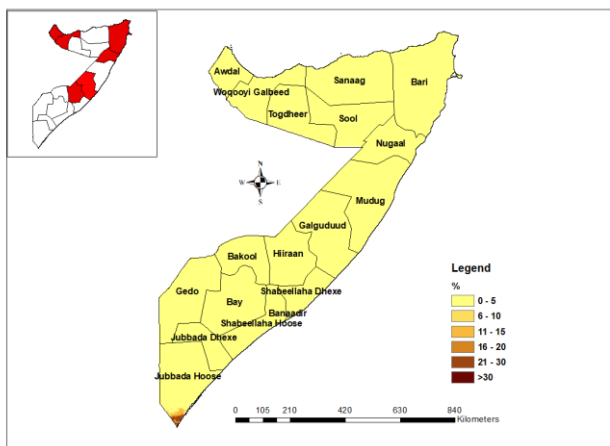 Awdal
Sanaag
Bari
Woqooyi Galbeed
Togdheer
Sool
Nugaal
N
W E
S
Mudug
Galguduud
Bakool
Hiiraan
Gedo
Bay
Shabeellaha Dhexe
Banaadir
Shabeellaha Hoose
Jubbada Dhexe
Jubbada Hoose
Legend
%
0 - 5
6 - 10
11 - 15
16 - 20
21 - 30
>30
0 105 210 420 630 840
Kilometers